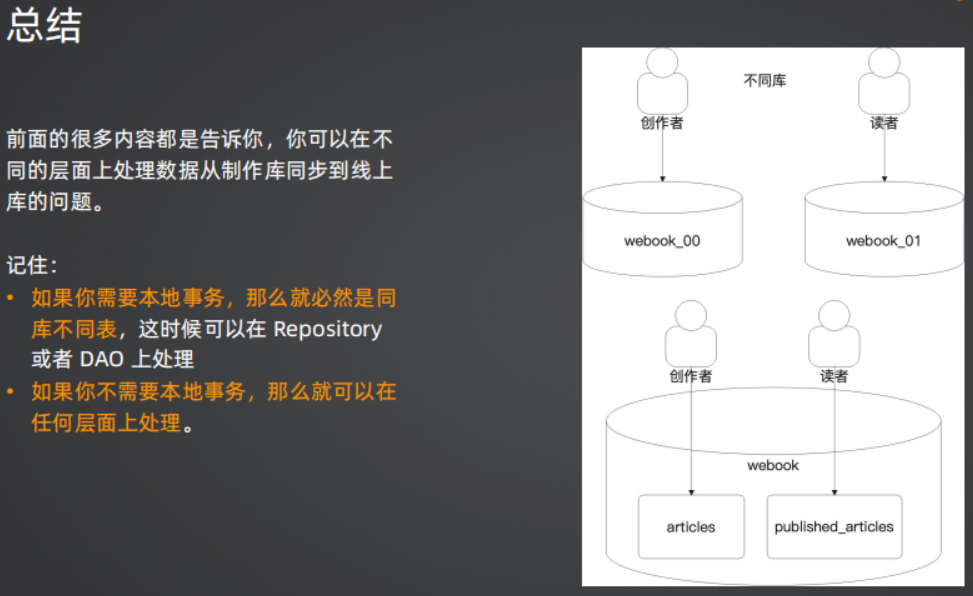 总结
前面的很多内容都是告诉你，你可以在不
同的层面上处理数据从制作库同步到线上
库的问题。
记住：
• 如果你需要本地事务，那么就必然是同
库不同表，这时候可以在 Repository
或者 DAO 上处理
• 如果你不需要本地事务，那么就可以在
任何层面上处理。
不同库
创作者
读者
webook_00
webook_01
创作者
读者
webook
articles
published_articles